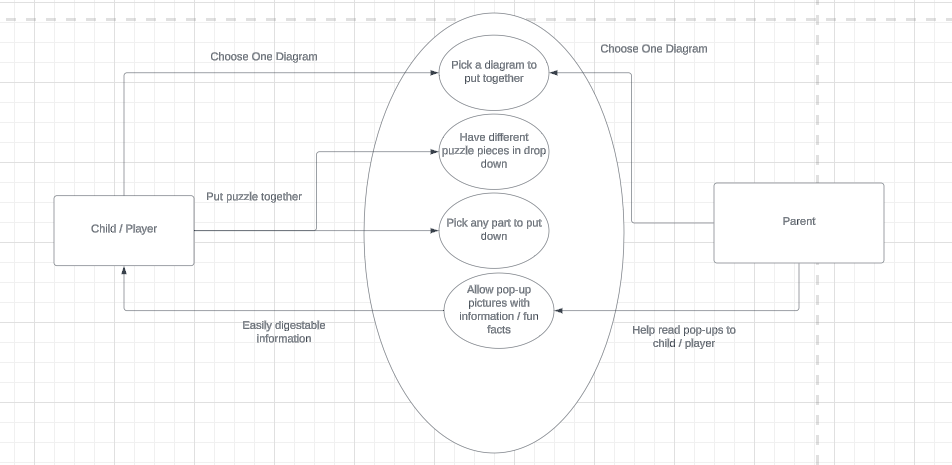 Choose One Diagram
Choose One Diagram
Pick a diagram to
put together
Have different
puzzle pieces in drop
down
Put puzzle together
Child / Player
Pick any part to put
down
Parent
Allow pop-up
pictures with
information / fun
facts
Easily digestable
information
Help read pop-ups to
child / player